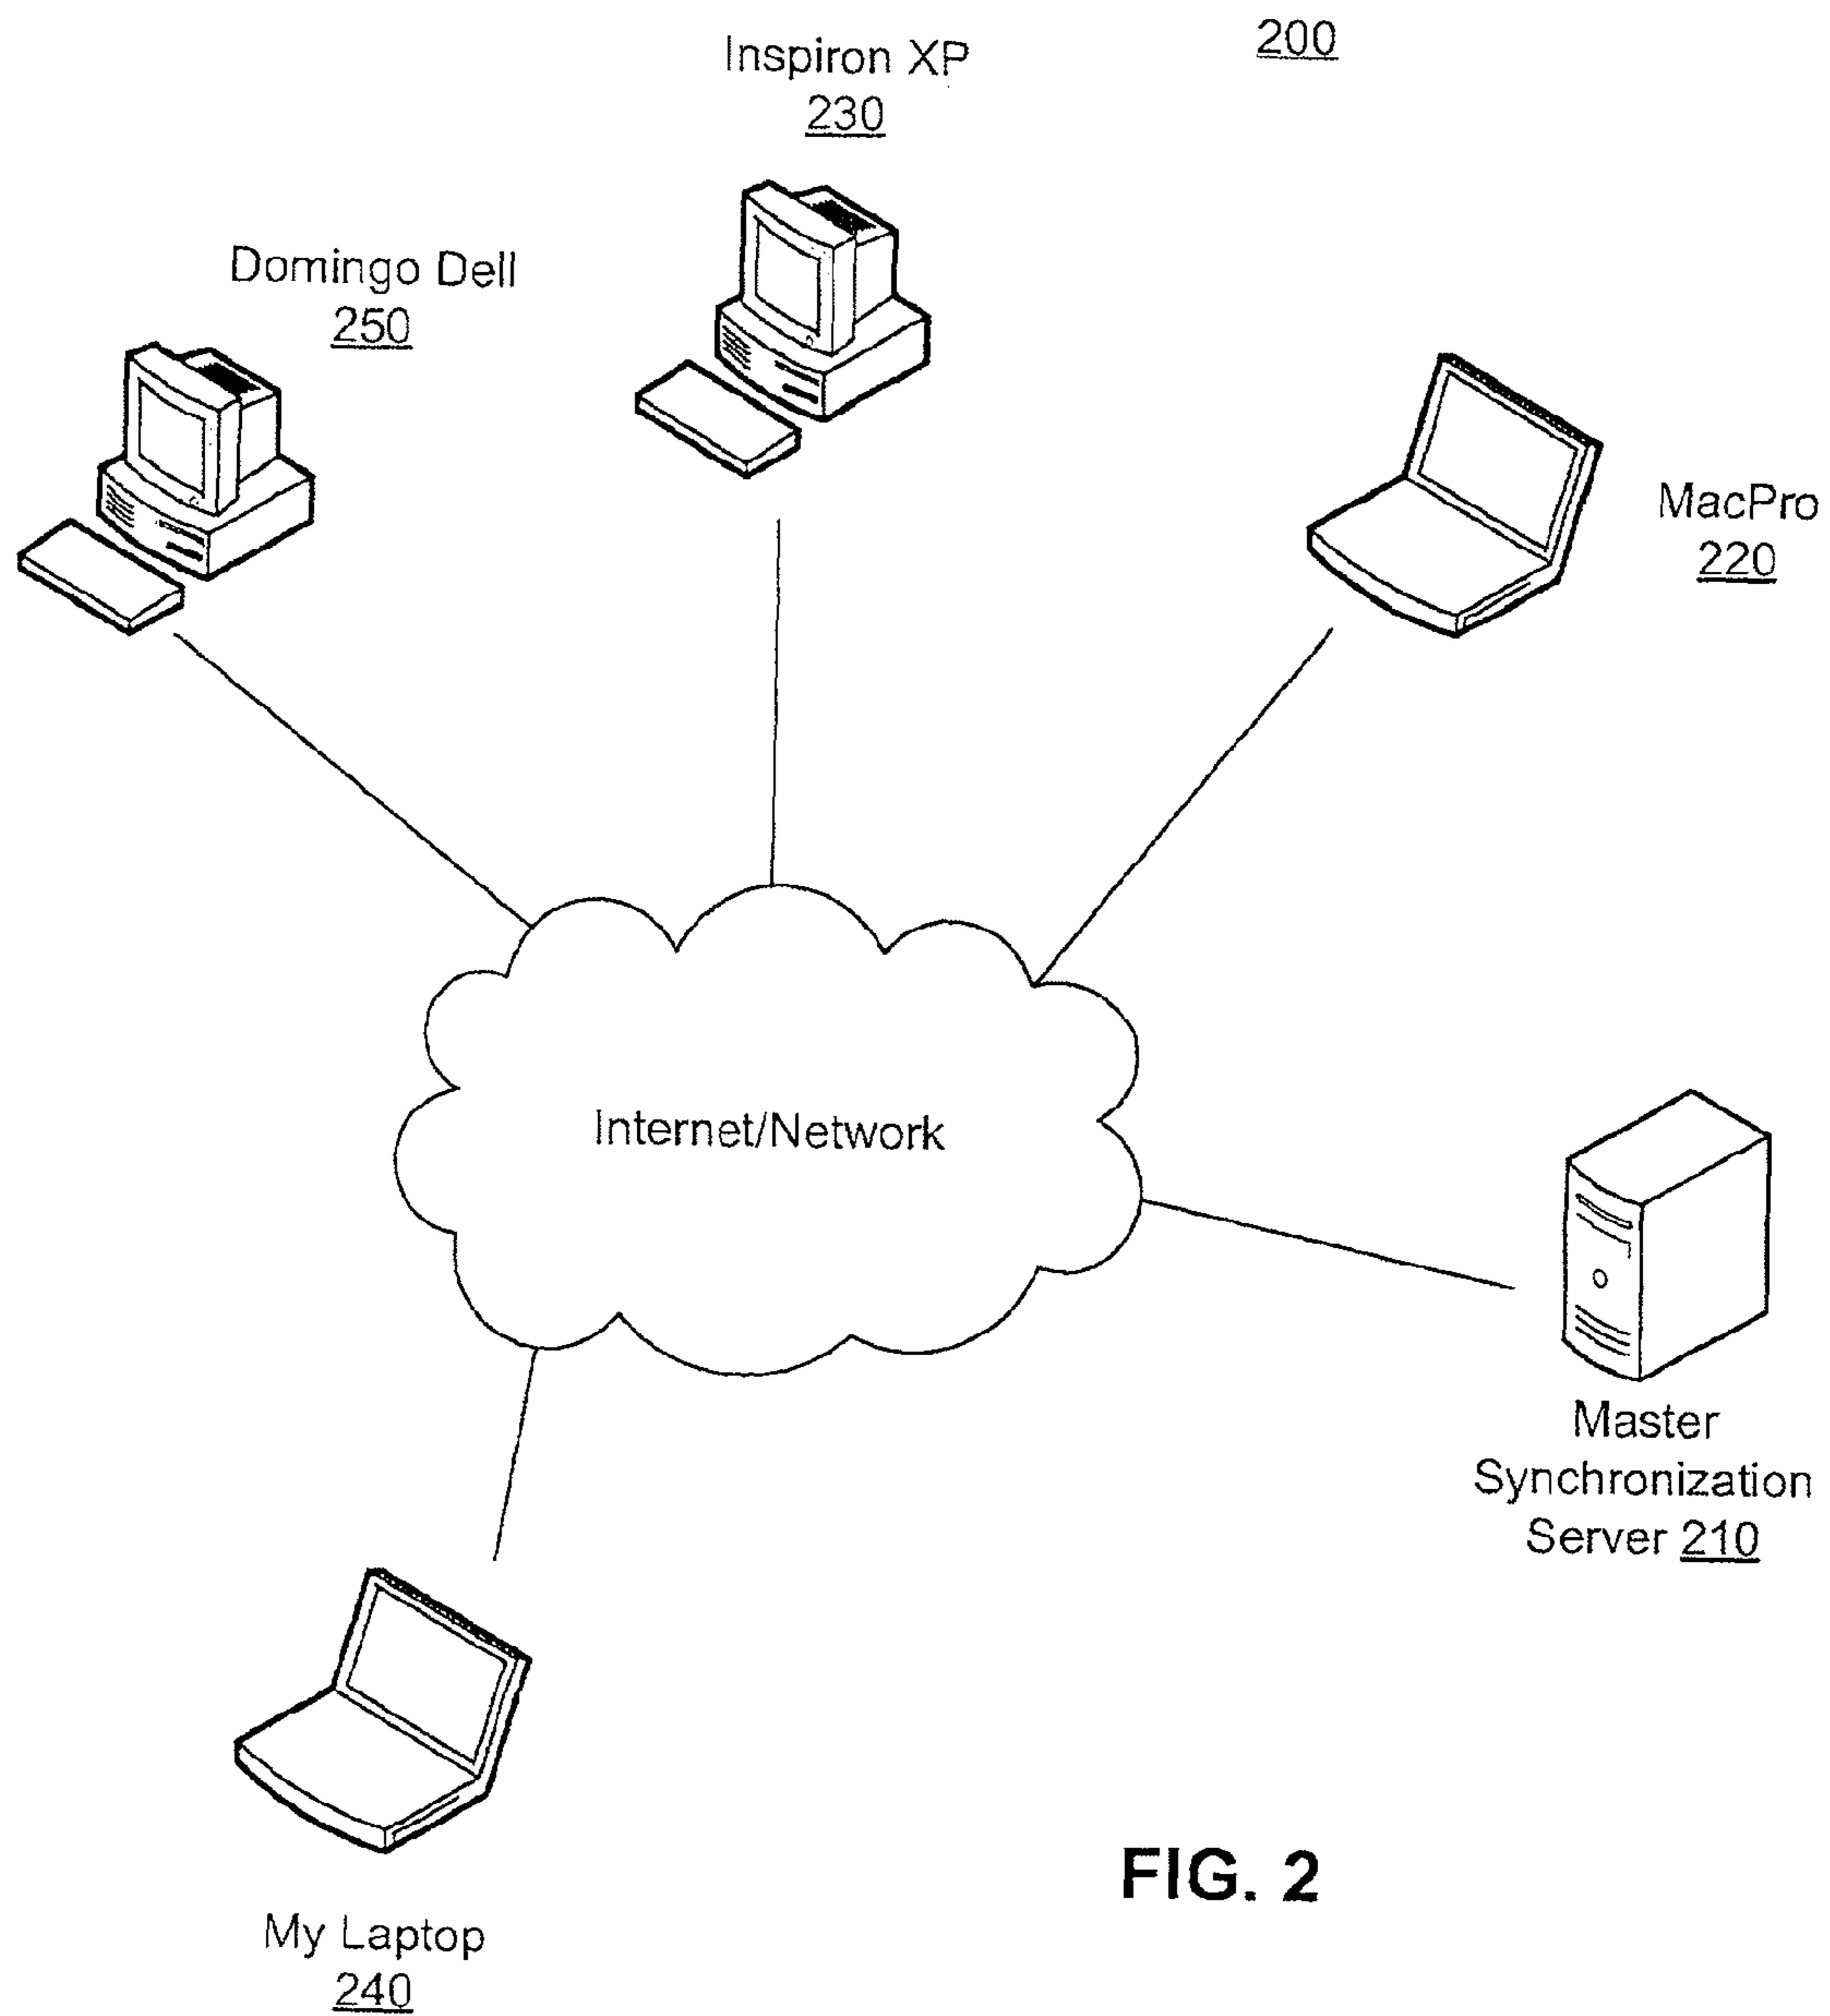 200
Inspiron XP
230
Domingo Dell
250
MacPro
220
Internet/Network
Master
Synchronization
Server 210
FIG. 2
My Laptop
240